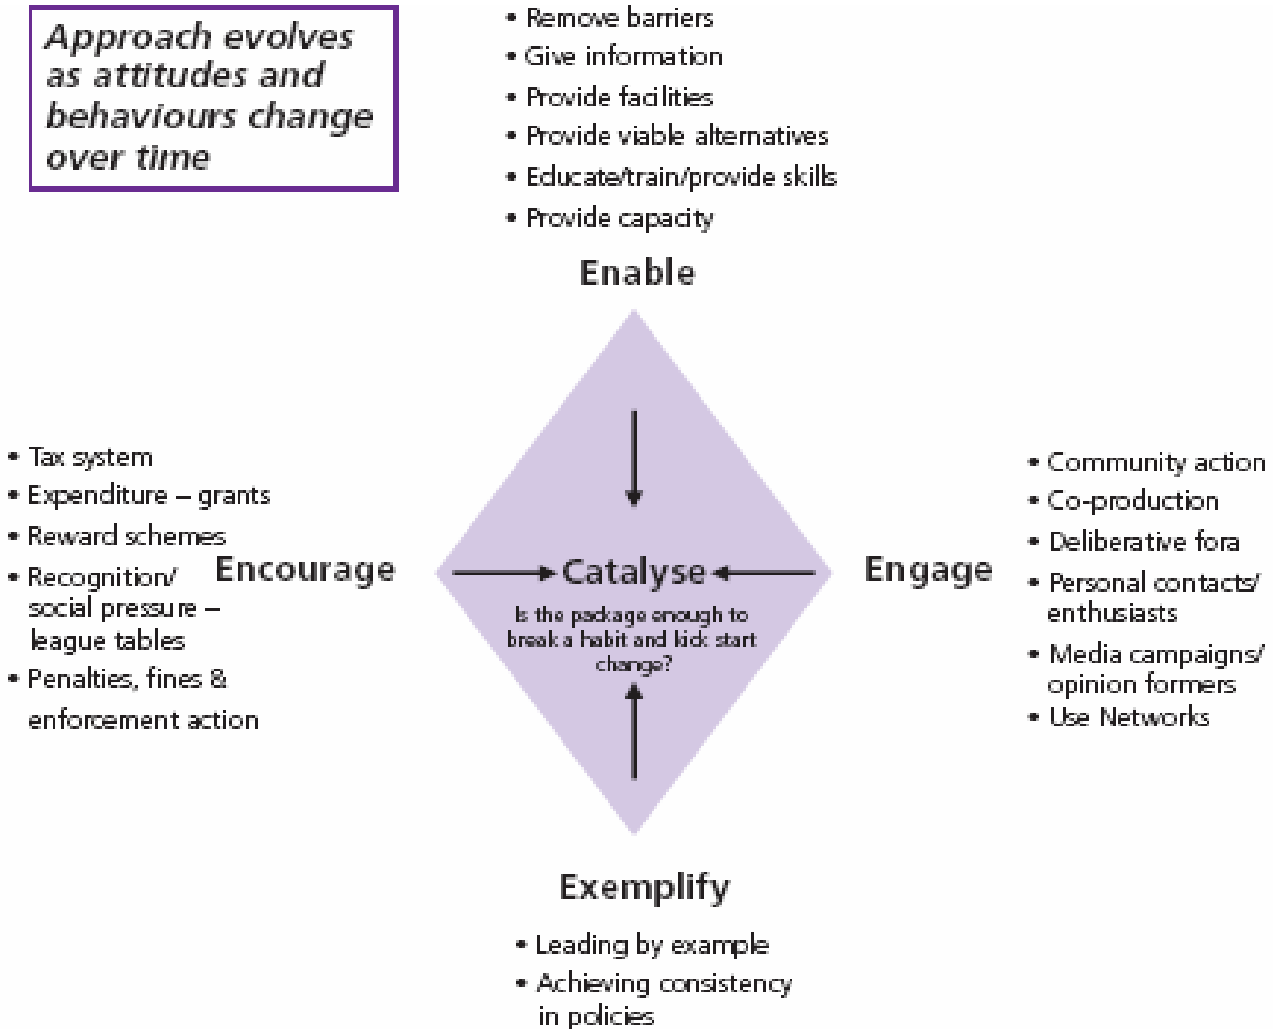 Approach evolves
as attitudes and
behaviours change
over time
• Remove barriers
• Give information
• Provide facilities
• Provide viable alternatives
• Educate/train/provide skills
• Provide capacity
Enable
• Tax system
• Expenditure – grants
• Reward schemes
• Recognition/
social pressure –
league tables
• Penalties, fines &
enforcement action
Encourage
Catalyse
Is the package enough to
break a habit and kick start
change?
Engage
• Community action
• Co-production
• Deliberative fora
• Personal contacts/
enthusiasts
• Media campaigns/
opinion formers
• Use Networks
Exemplify
• Leading by example
• Achieving consistency
in policies